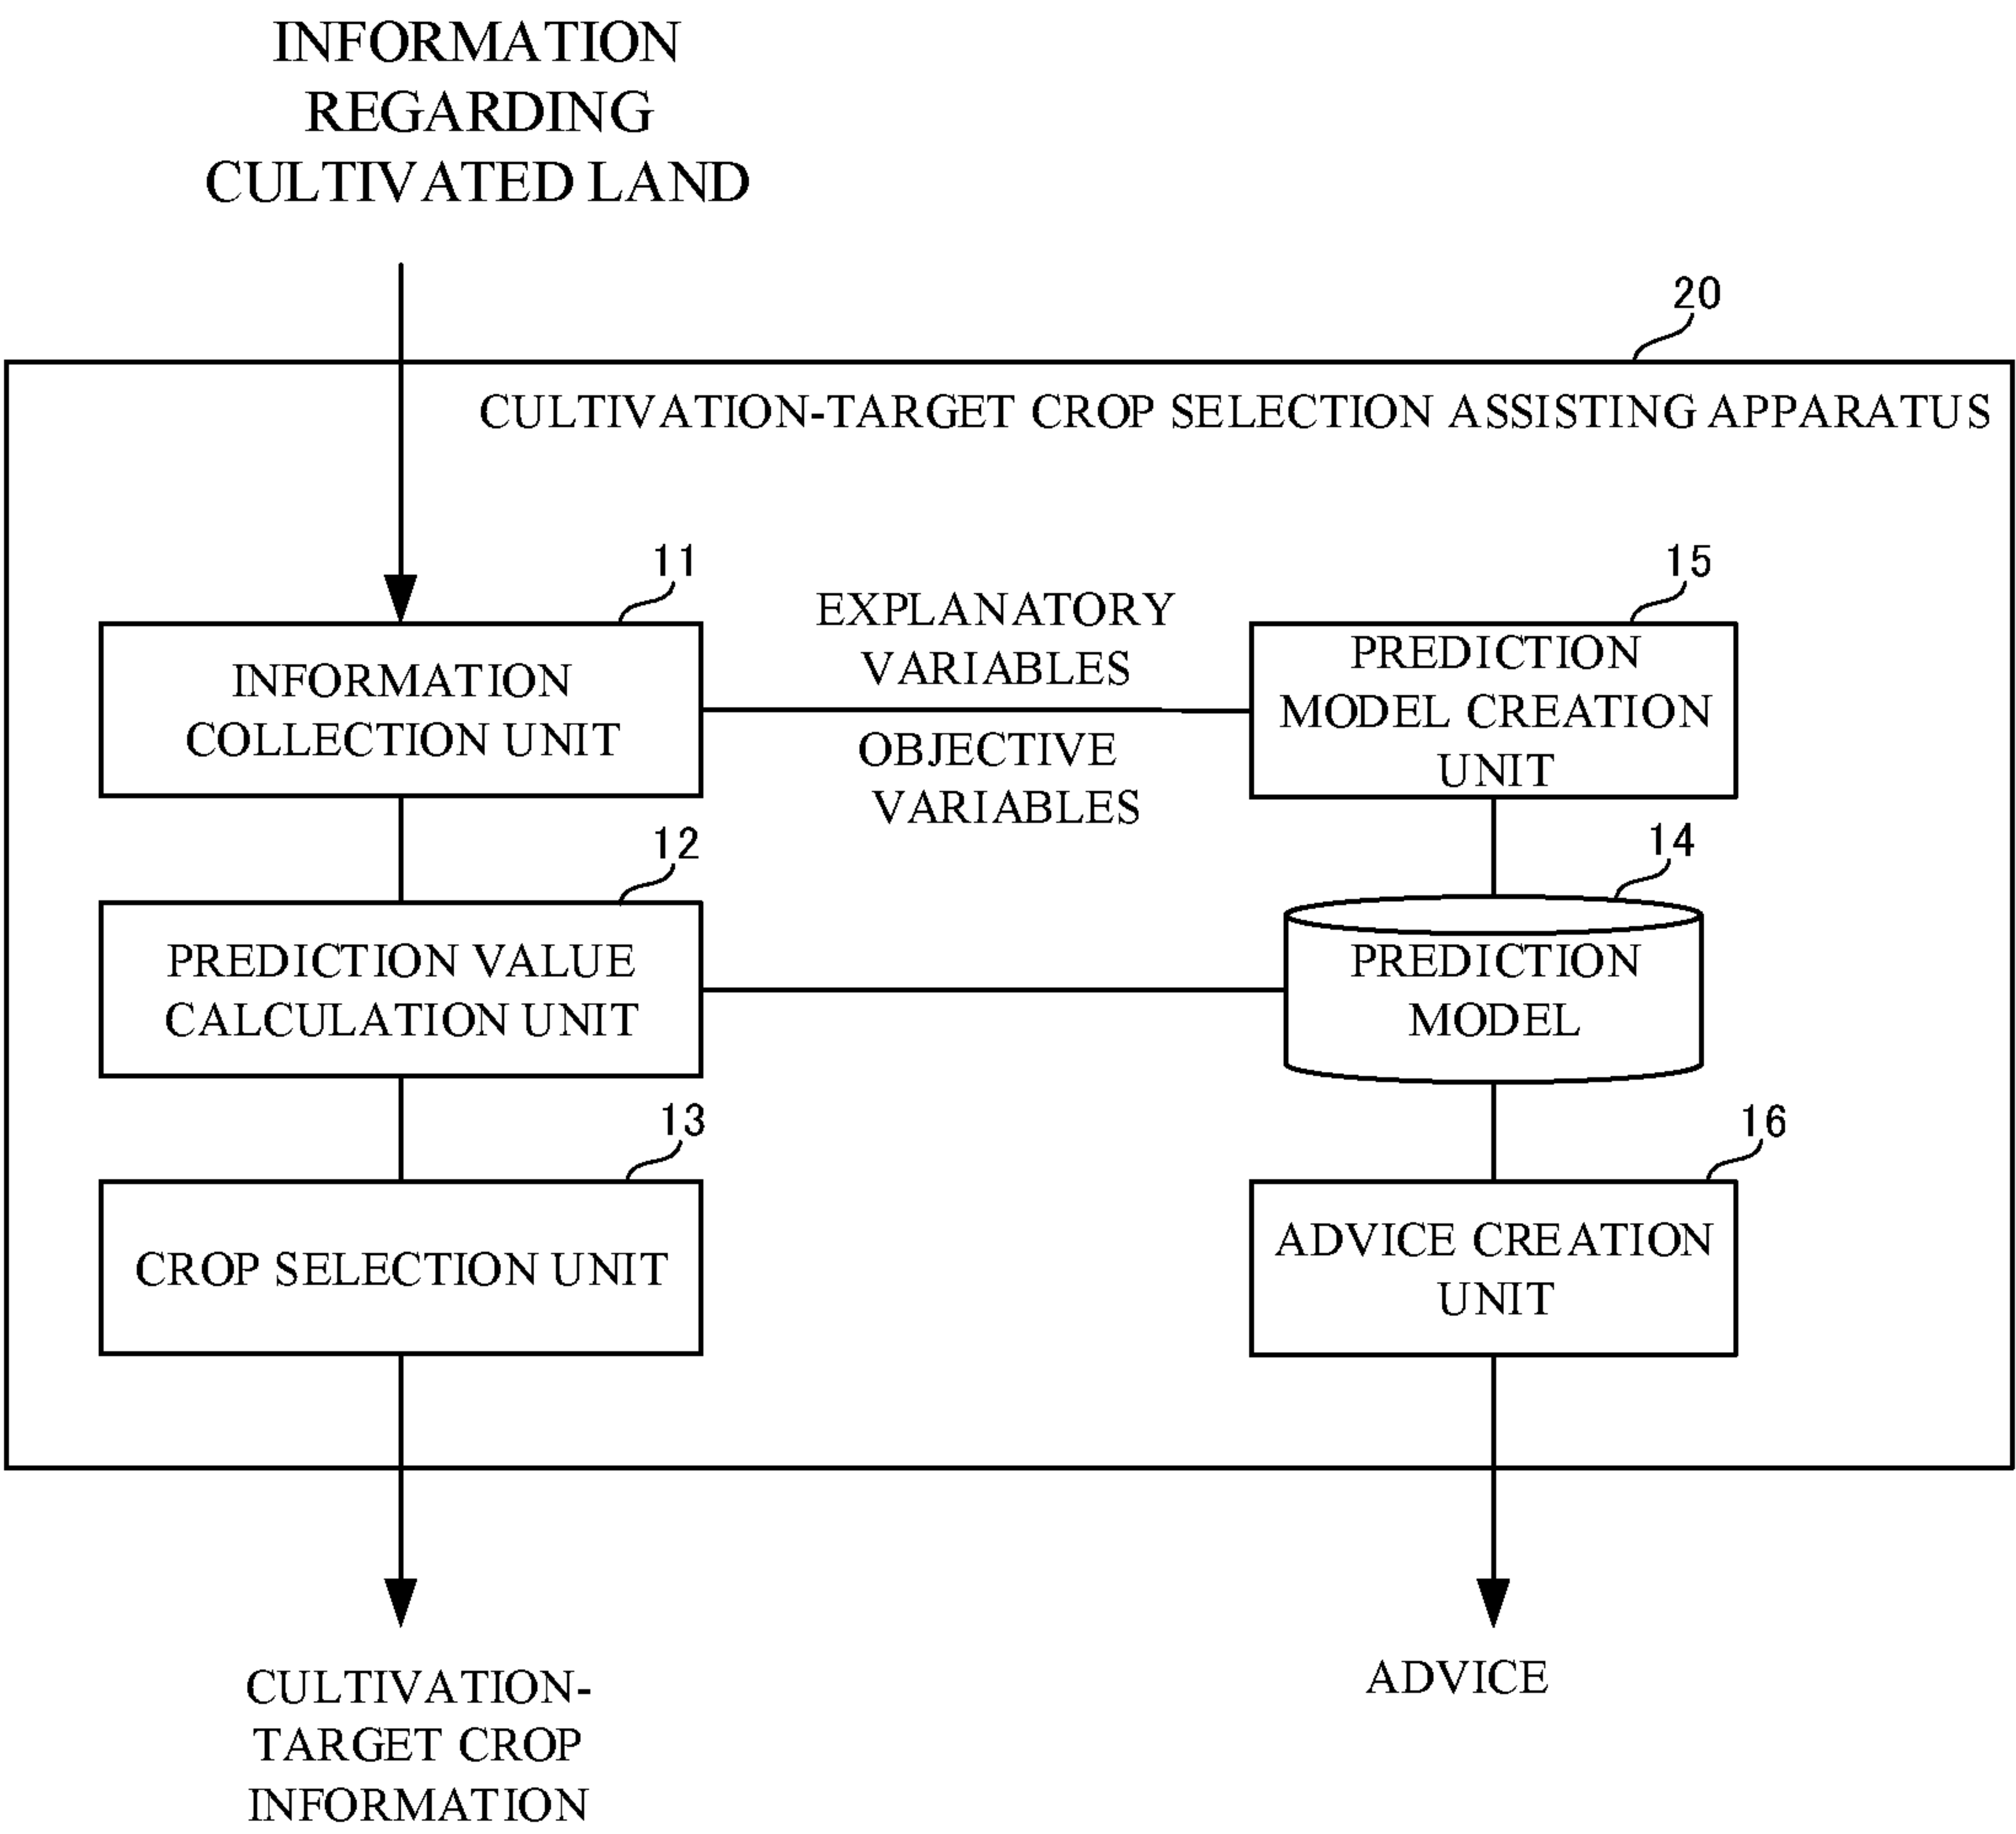 INFORMATION
REGARDING
CULTIVATED LAND
20
CULTIVATION-TARGET CROP SELECTION ASSISTING APPARATUS
11
INFORMATION
COLLECTION UNIT
EXPLANATORY
VARIABLES
OBJECTIVE
VARIABLES
15
PREDICTION
MODEL CREATION
UNIT
12
PREDICTION VALUE
CALCULATION UNIT
14
PREDICTION
MODEL
13
CROP SELECTION UNIT
16
ADVICE CREATION
UNIT
CULTIVATION-
TARGET CROP
INFORMATION
ADVICE